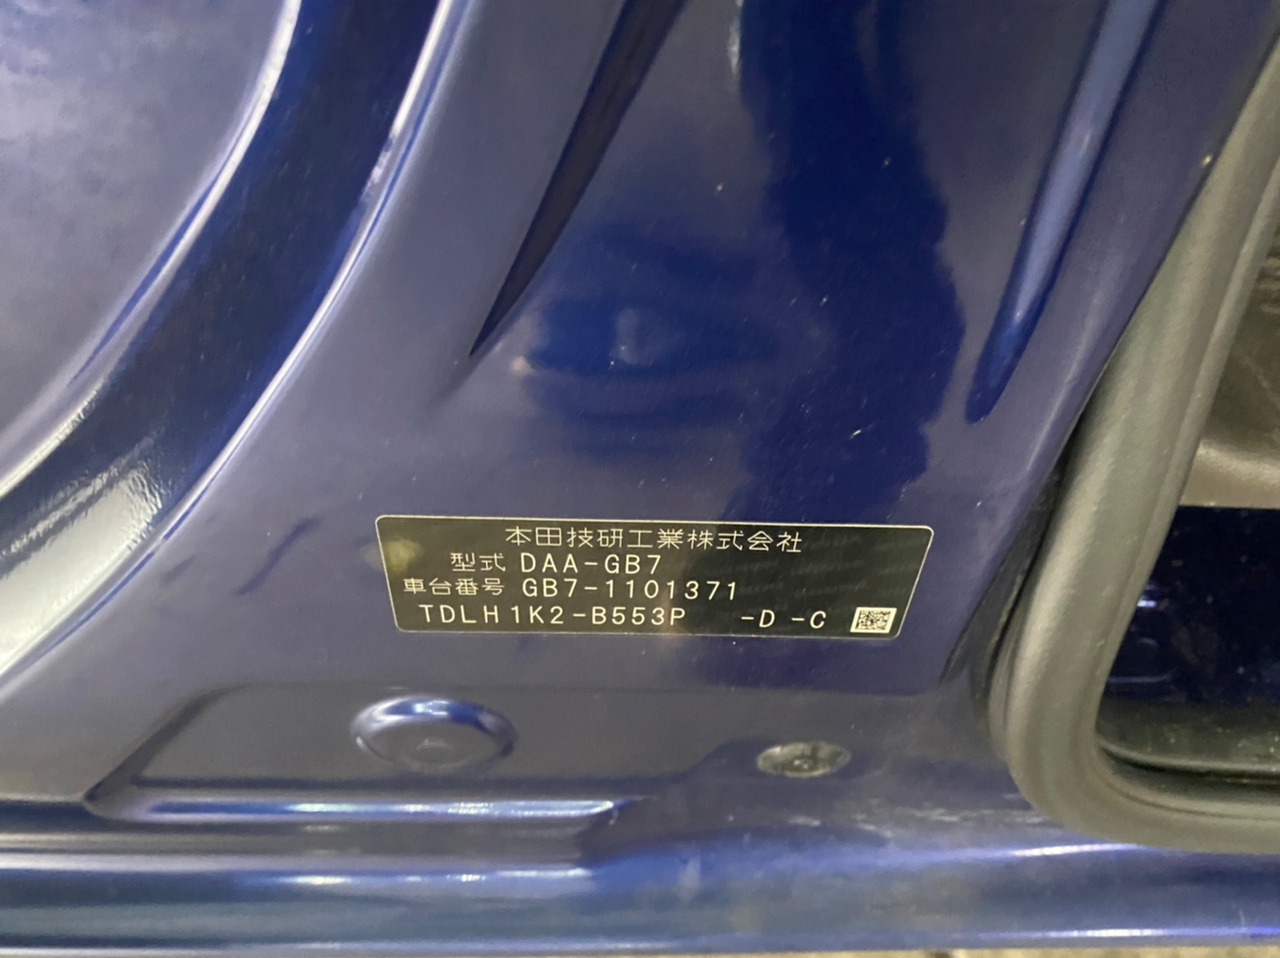 本田技研工業株式会社
型式 DAA-GB7
車台番号 GB7-1101371
TDLH1K2-B553P -D -C